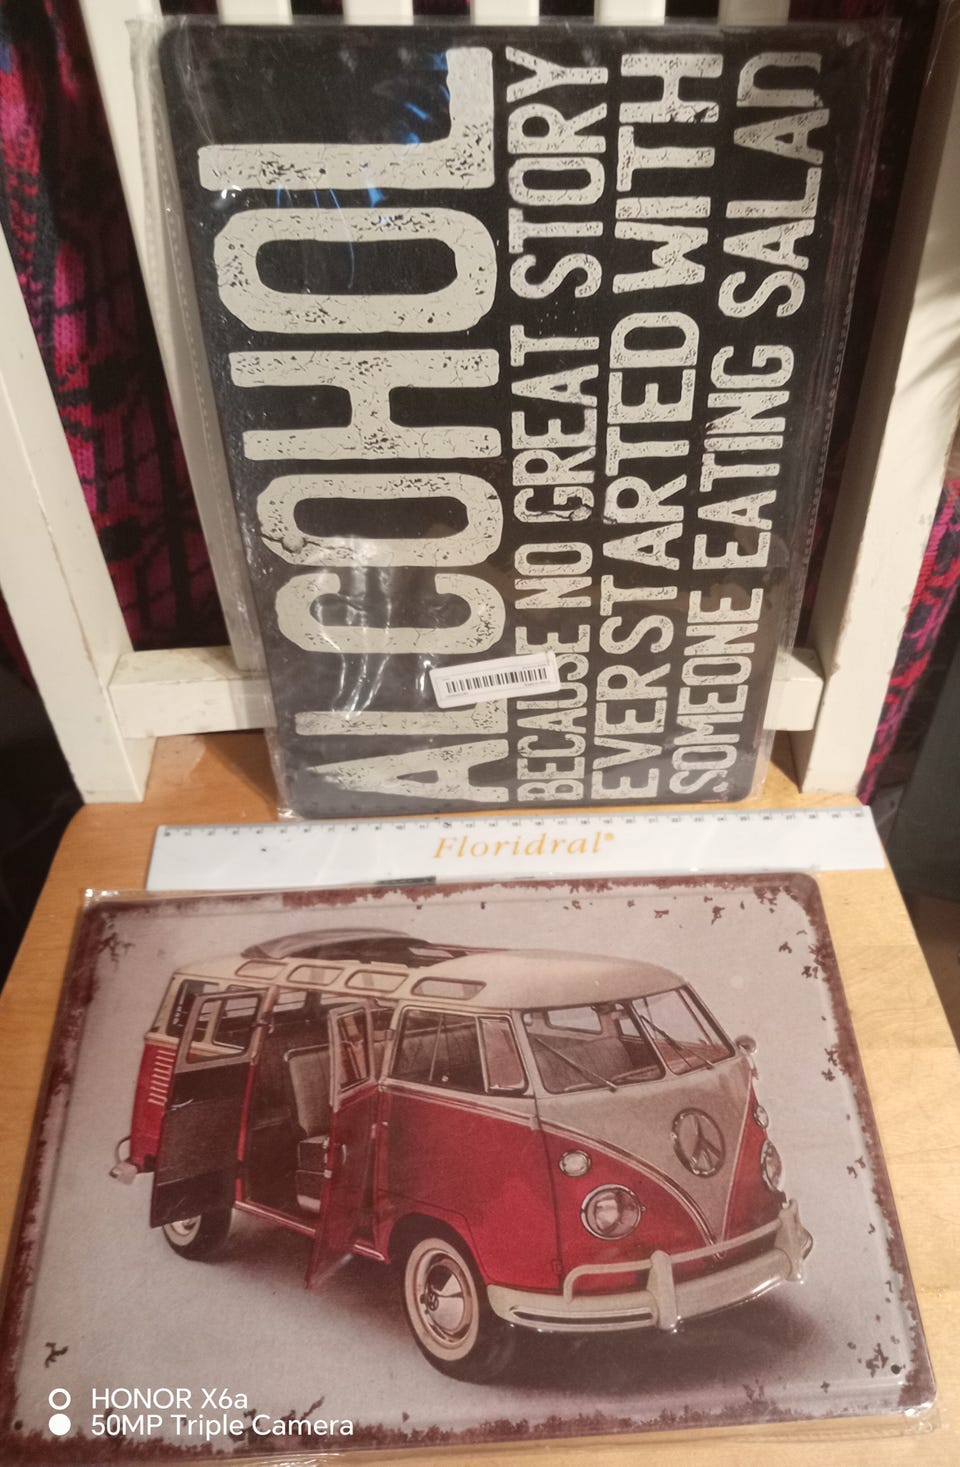 ALCOHOL
BECAUSE NO GREAT STORY
EVER STARTED WITH
SOMEONE EATING SALAD
Floridral®
HONOR X6a
50MP Triple Camera